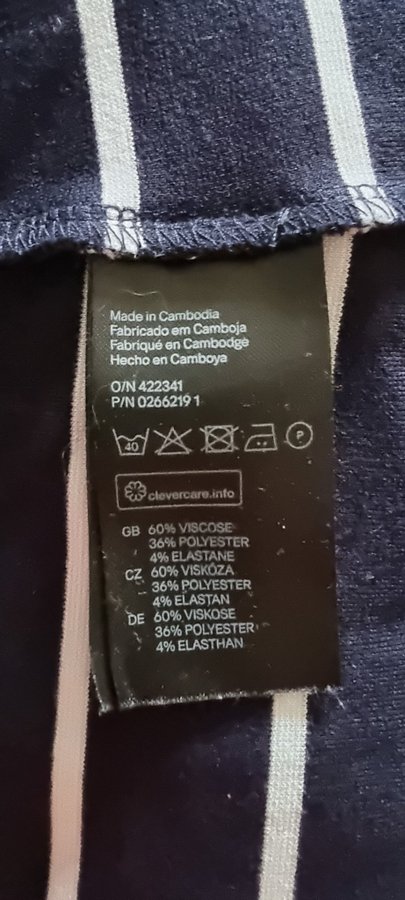 Made in Cambodia
Fabricado em Camboja
Fabriqué en Cambodge
Hecho en Camboya
O/N 422341
P/N 0266219 1
40 P
clevercare.info
GB 60% VISCOSE
36% POLYESTER
4% ELASTANE
CZ 60% VISKÓZA
36% POLYESTER
4% ELASTAN
DE 60% VISKOSE
36% POLYESTER
4% ELASTHAN